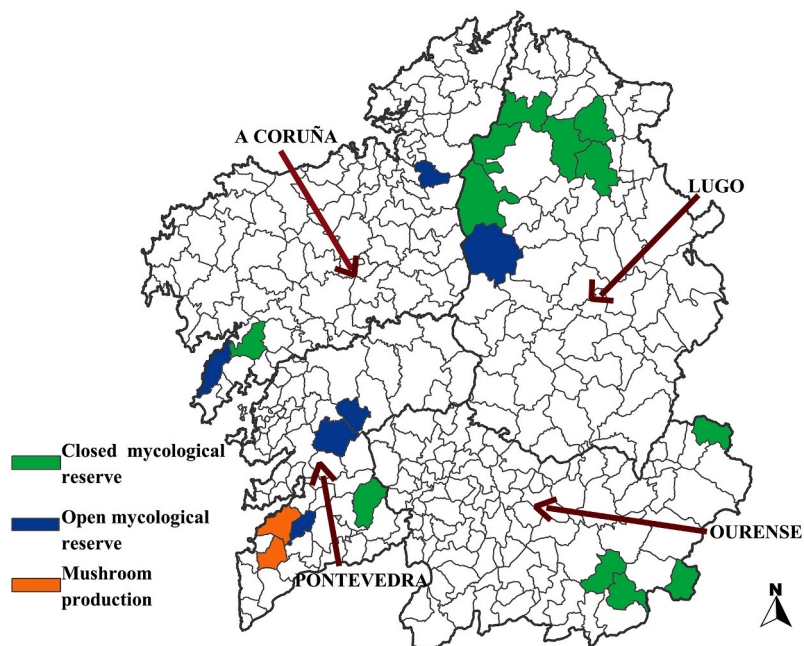 A CORUÑA
LUGO
Closed mycological
reserve
Open mycological
reserve
OURENSE
Mushroom
production
PONTEVEDRA
N